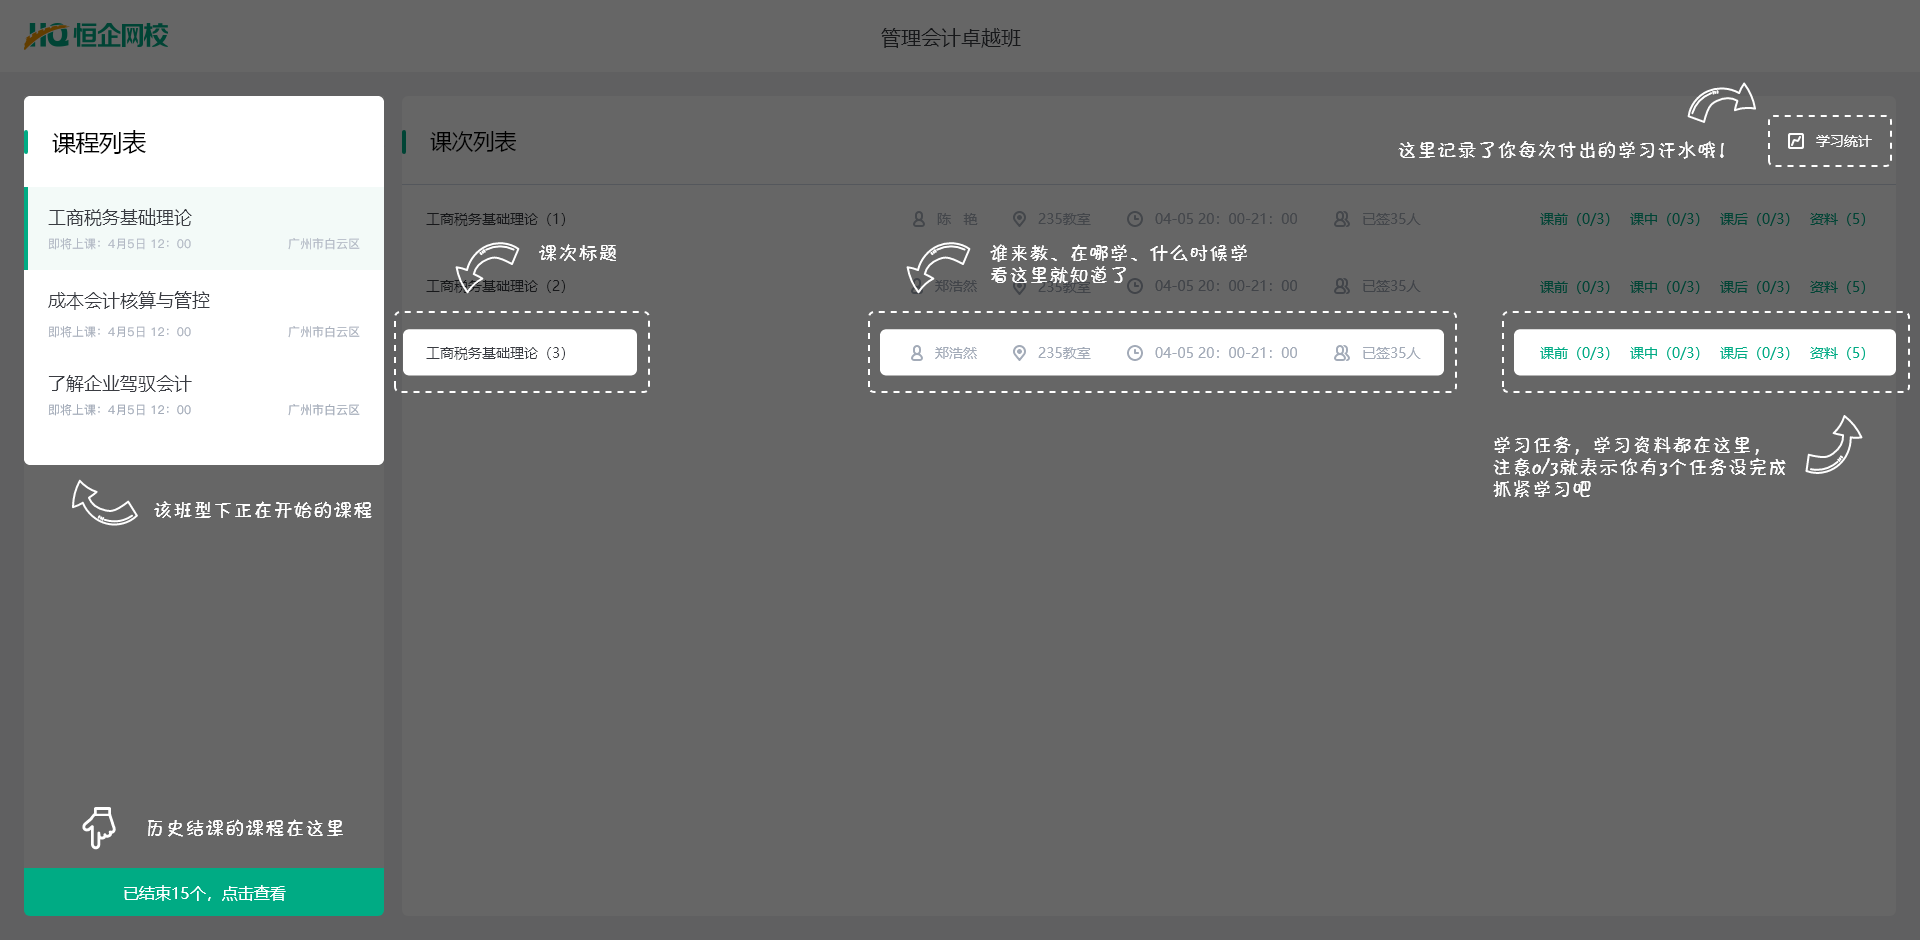 HQ 恒企网校
管理会计卓越班
课程列表
工商税务基础理论
即将上课：4月5日 12：00 广州市白云区
成本会计核算与管控
即将上课：4月5日 12：00 广州市白云区
了解企业驾驭会计
即将上课：4月5日 12：00 广州市白云区
该班型下正在开始的课程
历史结课的课程在这里
已结束15个，点击查看
课次列表
这里记录了你每次付出的学习汗水哦！
学习统计
工商税务基础理论（1） 陈 艳 235教室 04-05 20：00-21：00 已签35人 课前（0/3） 课中（0/3） 课后（0/3） 资料（5）
课次标题
谁来教、在哪学、什么时候学
看这里就知道了
工商税务基础理论（2） 郑浩然 235教室 04-05 20：00-21：00 已签35人 课前（0/3） 课中（0/3） 课后（0/3） 资料（5）
工商税务基础理论（3） 郑浩然 235教室 04-05 20：00-21：00 已签35人 课前（0/3） 课中（0/3） 课后（0/3） 资料（5）
学习任务，学习资料都在这里，
注意0/3就表示你有3个任务没完成
抓紧学习吧